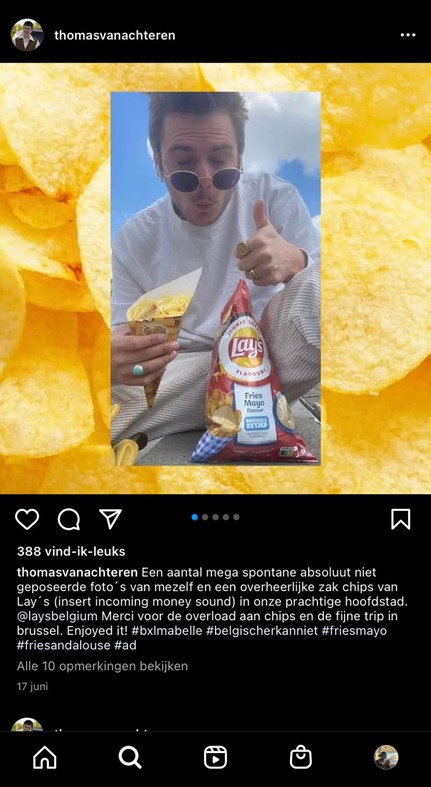 thomasvanachteren
ICONIC
Lay's
FLAVOURS
Fries
Mayo
flavour
388 vind-ik-leuks
thomasvanachteren Een aantal mega spontane absoluut niet
geposeerde foto´s van mezelf en een overheerlijke zak chips van
Lay´s (insert incoming money sound) in onze prachtige hoofdstad.
@laysbelgium Merci voor de overload aan chips en de fijne trip in
brussel. Enjoyed it! #bxlmabelle #belgischerkanniet #friesmayo
#friesandalouse #ad
Alle 10 opmerkingen bekijken
17 juni